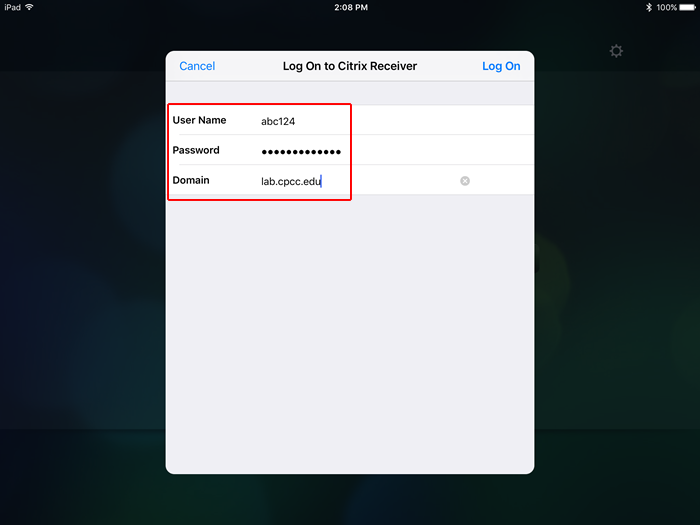 iPad 2:08 PM 100%
Cancel Log On to Citrix Receiver Log On
User Name abc124
Password •••••••••••••
Domain lab.cpcc.edu